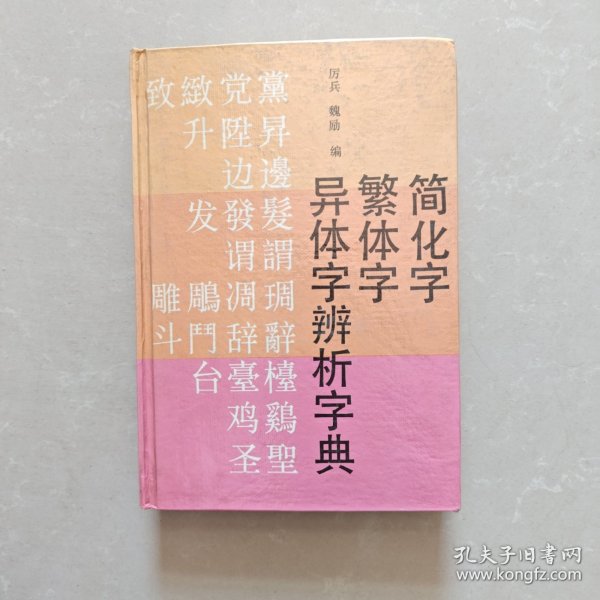 简化字
繁体字
异体字辨析字典
厉兵 魏励 编
黨昇邊髮謂琱辭檯鷄聖
党陞边發谓凋辞臺鸡圣
緻升 发 鵰鬥台
致 雕斗
孔夫子旧书网
www.kongfz.com